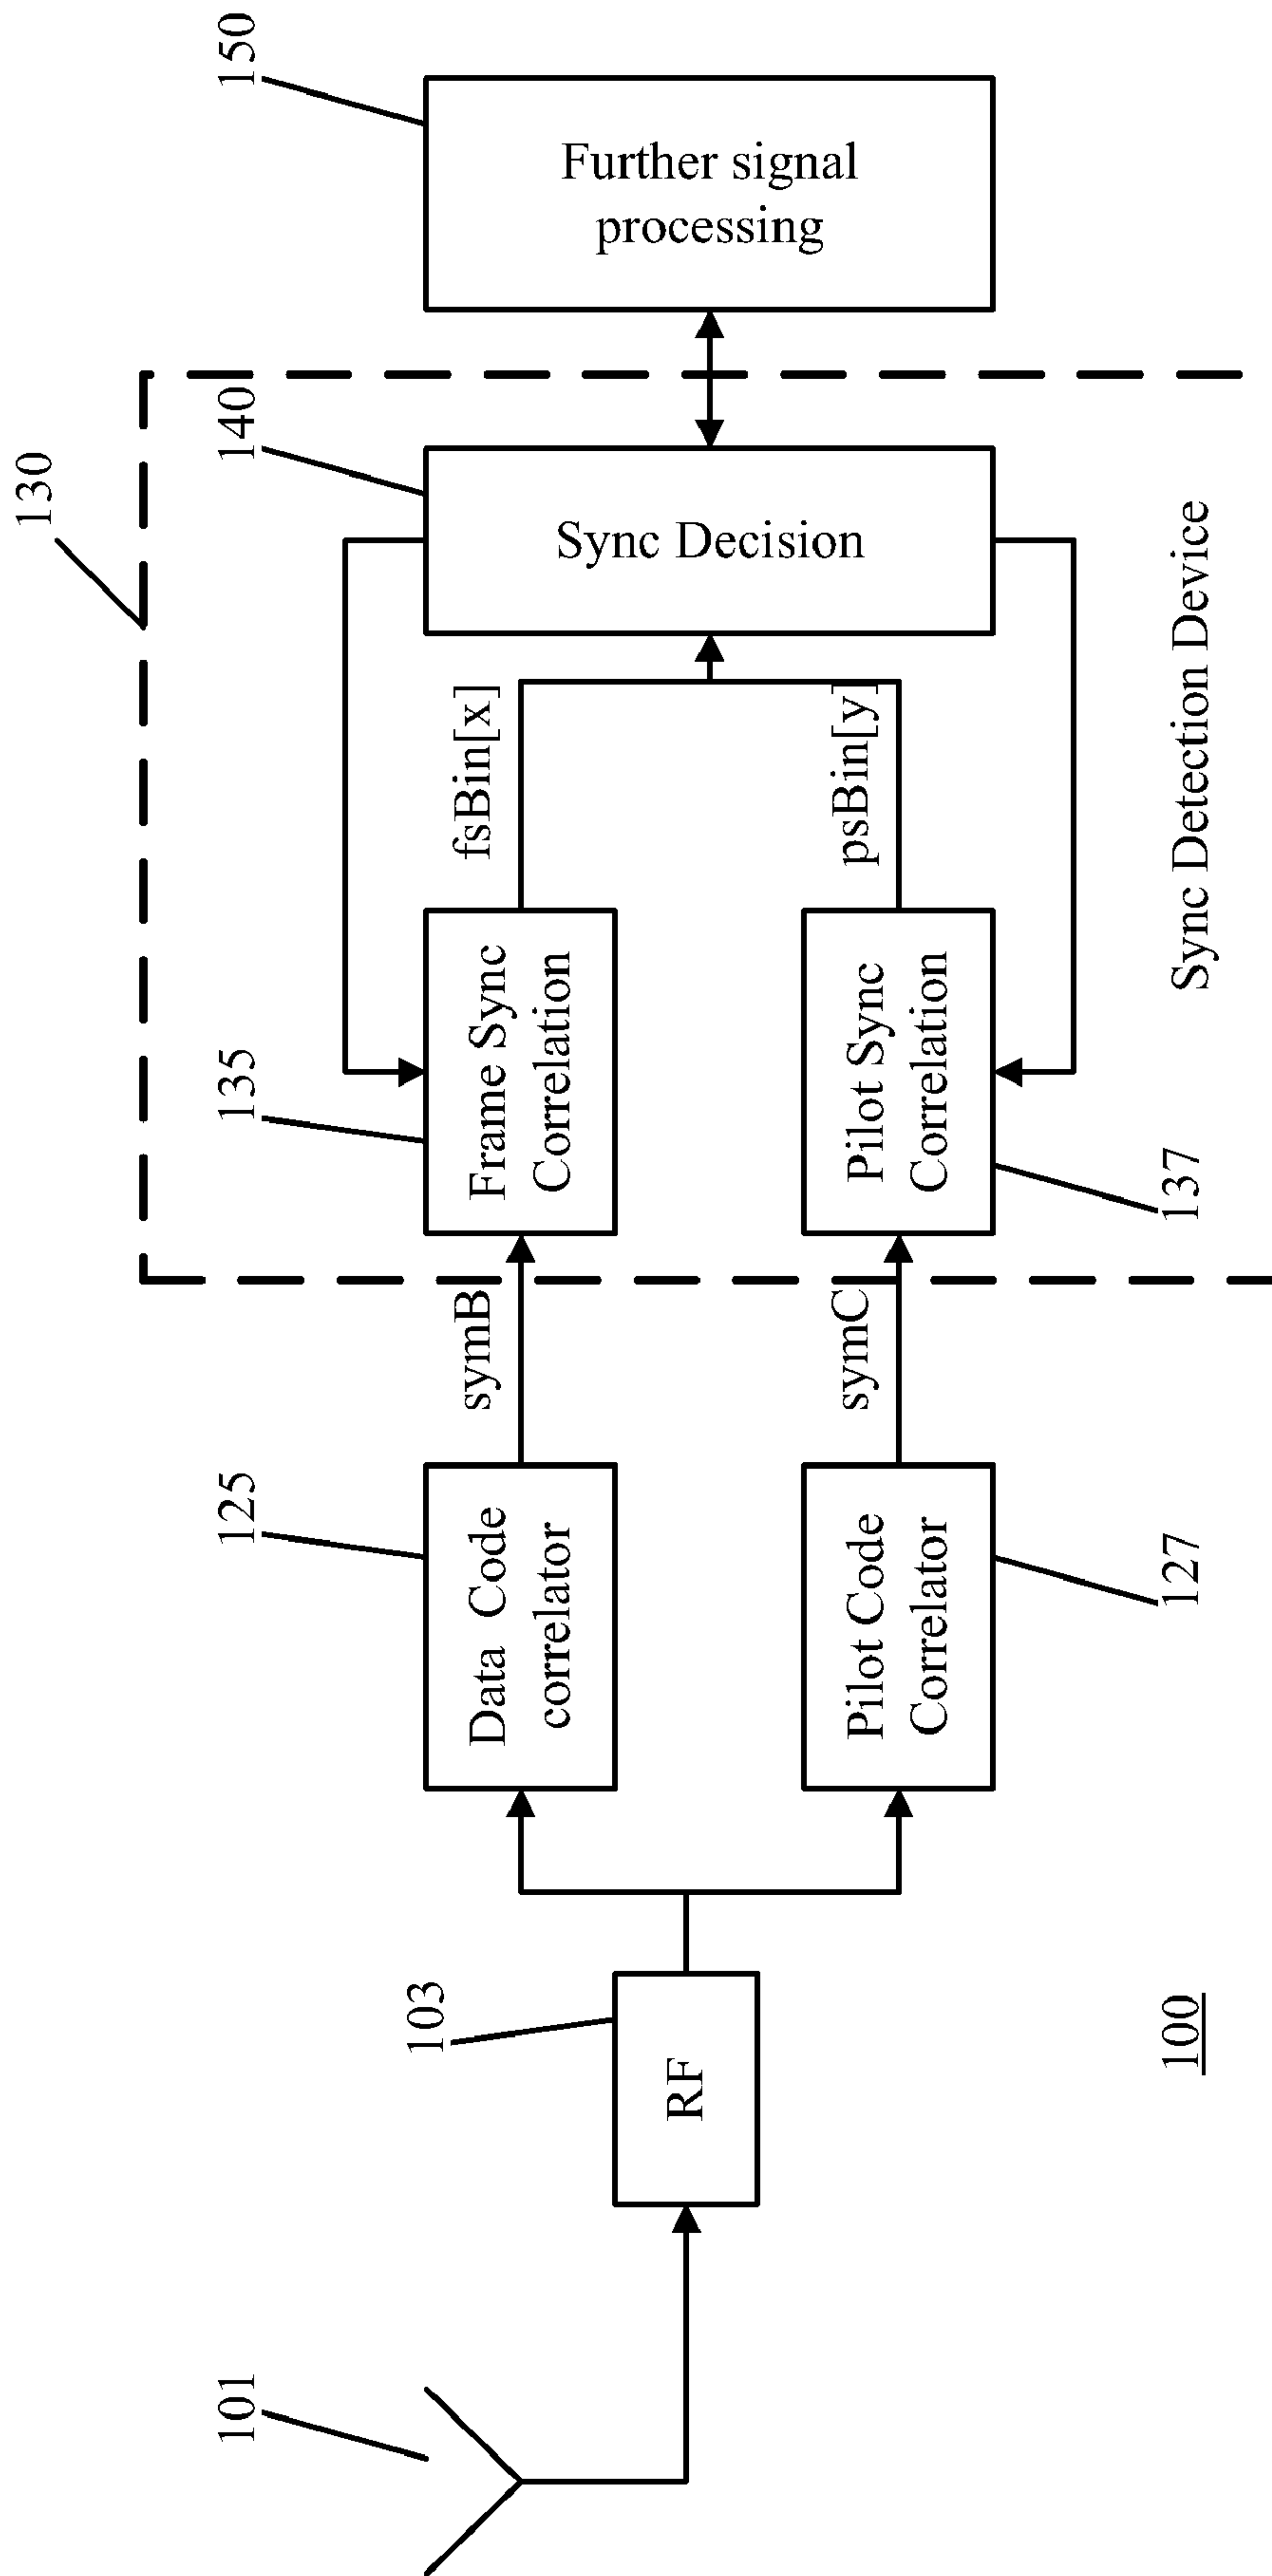 130
101
103
125
135
140
150
RF
Data Code
correlator
symB
Frame Sync
Correlation
fsBin[x]
Sync Decision
Further signal
processing
Pilot Code
Correlator
symC
Pilot Sync
Correlation
psBin[y]
127
137
Sync Detection Device
100